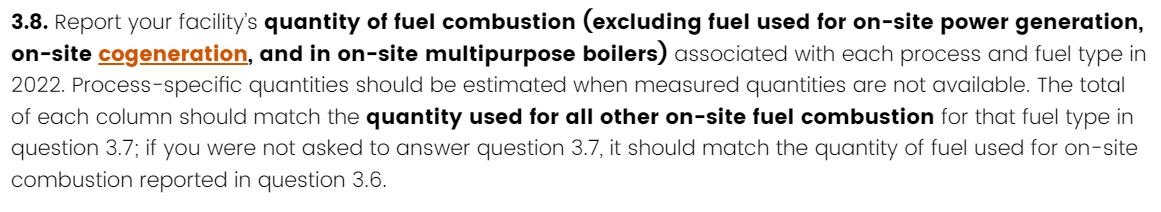 3.8. Report your facility's quantity of fuel combustion (excluding fuel used for on-site power generation,
on-site cogeneration, and in on-site multipurpose boilers) associated with each process and fuel type in
2022. Process-specific quantities should be estimated when measured quantities are not available. The total
of each column should match the quantity used for all other on-site fuel combustion for that fuel type in
question 3.7; if you were not asked to answer question 3.7, it should match the quantity of fuel used for on-site
combustion reported in question 3.6.